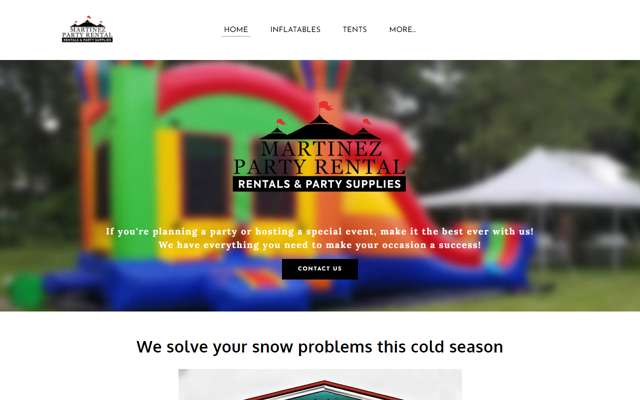 MARTINEZ
PARTY RENTAL
RENTALS & PARTY SUPPLIES
HOME
INFLATABLES
TENTS
MORE...
MARTINEZ
PARTY RENTAL
RENTALS & PARTY SUPPLIES
If you're planning a party or hosting a special event, make it the best ever with us!
We have everything you need to make your occasion a success!
CONTACT US
We solve your snow problems this cold season